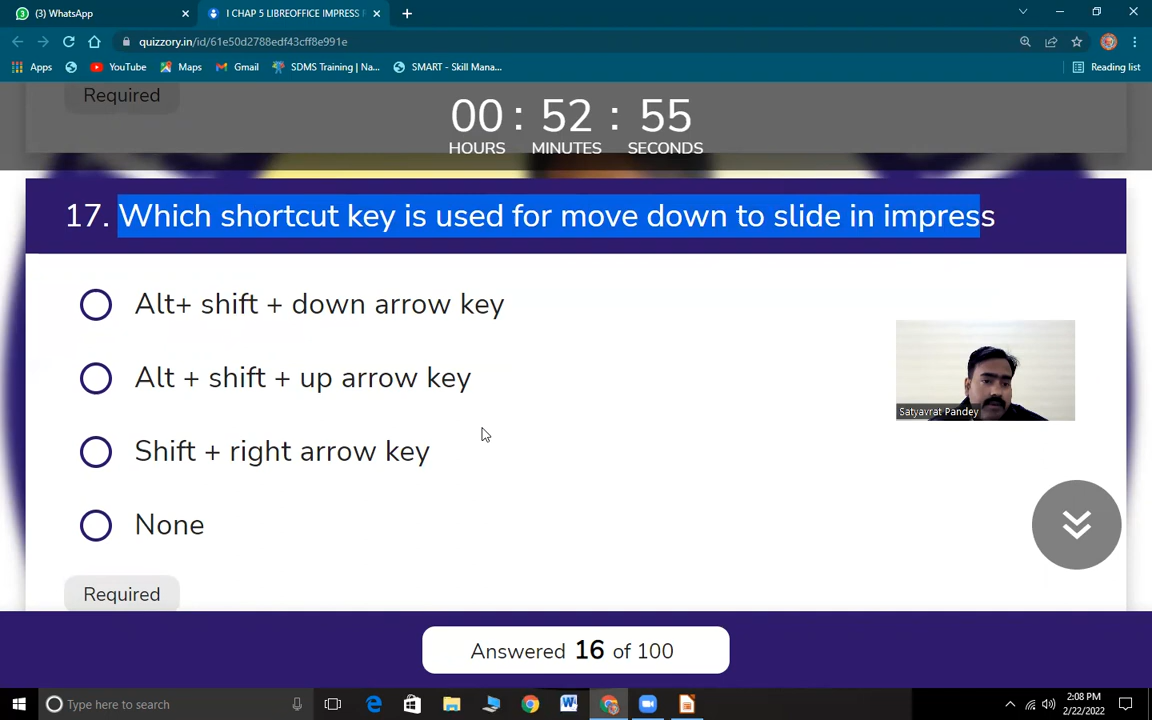 (3) WhatsApp
I CHAP 5 LIBREOFFICE IMPRESS
quizzory.in/id/61e50d2788edf43cff8e991e
Apps
YouTube
Maps
Gmail
SDMS Training | Na...
SMART - Skill Mana...
Reading list
Required
00 : 52 : 55
HOURS MINUTES SECONDS
17. Which shortcut key is used for move down to slide in impress
Alt+ shift + down arrow key
Alt + shift + up arrow key
Shift + right arrow key
None
Satyavrat Pandey
Required
Answered 16 of 100
Type here to search
2:08 PM
2/22/2022